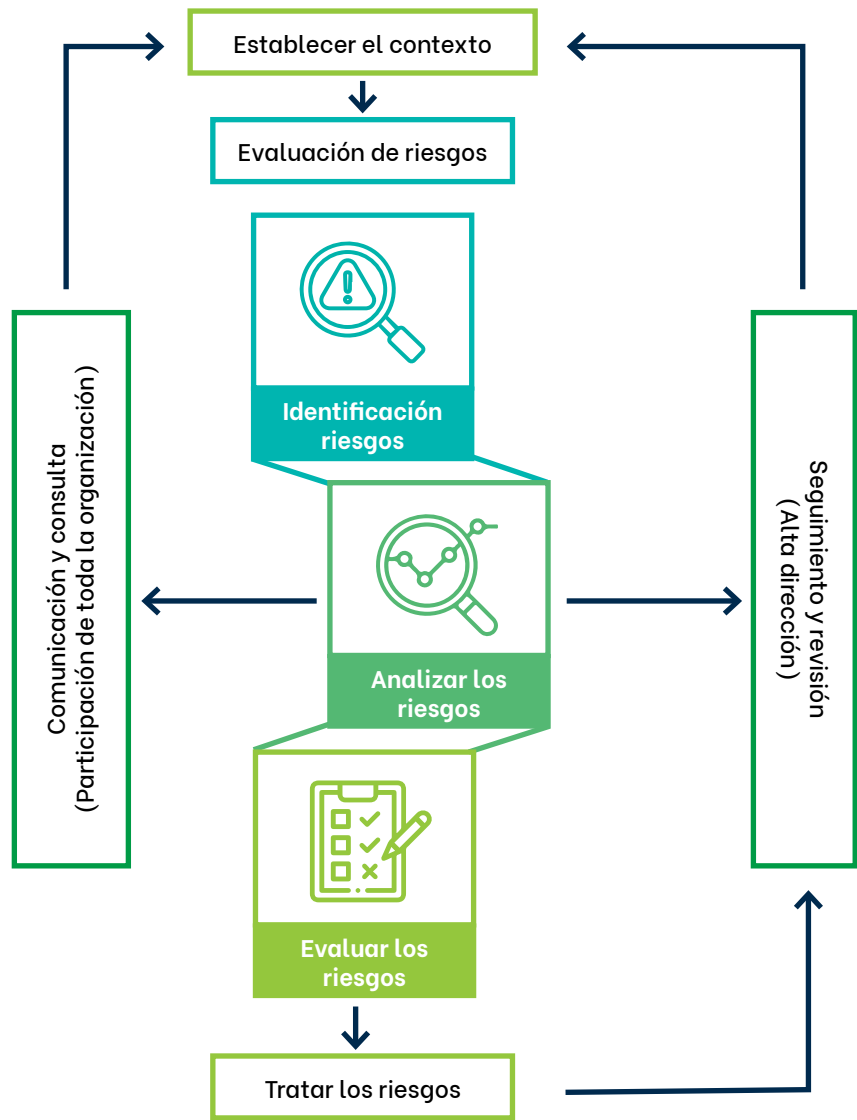 Establecer el contexto
Evaluación de riesgos
Identificación
riesgos
Comunicación y consulta
(Participación de toda la organización)
Analizar los
riesgos
Seguimiento y revisión
(Alta dirección)
Evaluar los
riesgos
Tratar los riesgos